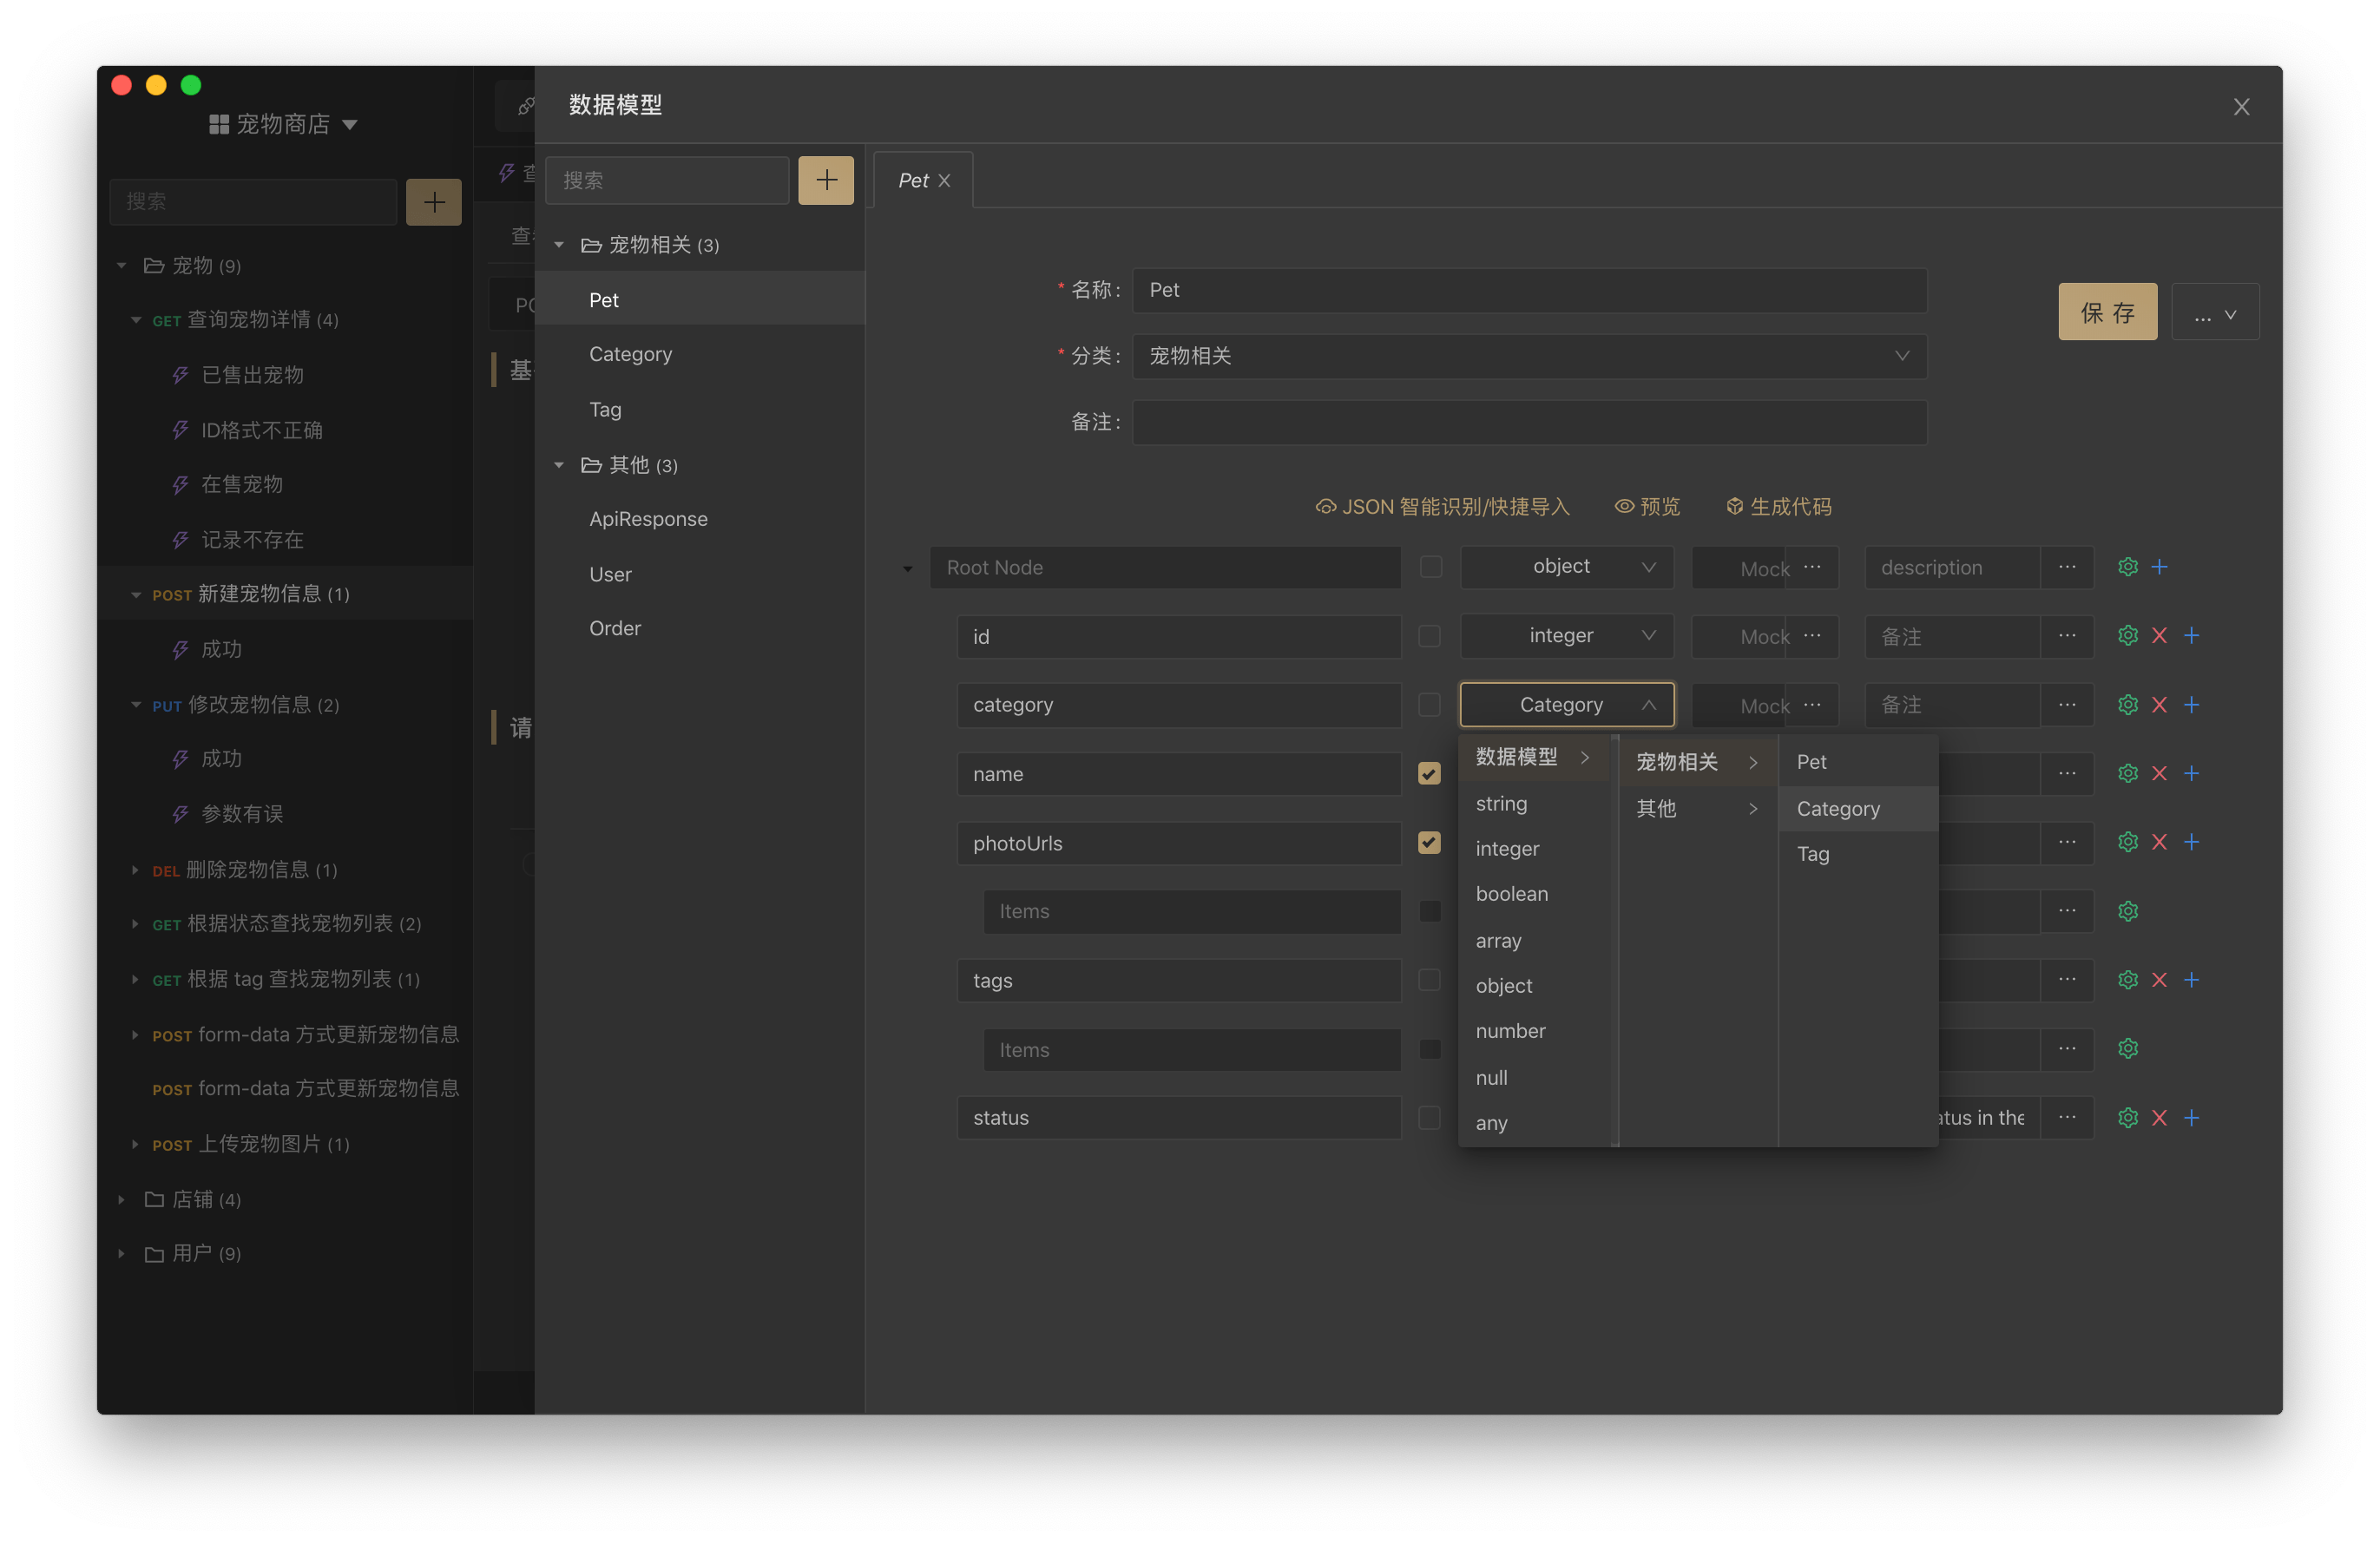 宠物商店
搜索
宠物 (9)
GET 查询宠物详情 (4)
已售出宠物
ID格式不正确
在售宠物
记录不存在
POST 新建宠物信息 (1)
成功
PUT 修改宠物信息 (2)
成功
参数有误
DEL 删除宠物信息 (1)
GET 根据状态查找宠物列表 (2)
GET 根据 tag 查找宠物列表 (1)
POST form-data 方式更新宠物信息
POST form-data 方式更新宠物信息
POST 上传宠物图片 (1)
店铺 (4)
用户 (9)
查
基
请
数据模型
搜索
宠物相关 (3)
Pet
Category
Tag
其他 (3)
ApiResponse
User
Order
Pet
* 名称: Pet
* 分类: 宠物相关
备注:
保 存
... 
JSON 智能识别/快捷导入 预览 生成代码
Root Node object Mock ... description ...
id integer Mock ... 备注 ...
category Category Mock ... 备注 ...
name ...
photoUrls ...
Items ...
tags ...
Items ...
status atus in the ...
数据模型 >
string
integer
boolean
array
object
number
null
any
宠物相关 >
其他 >
Pet
Category
Tag